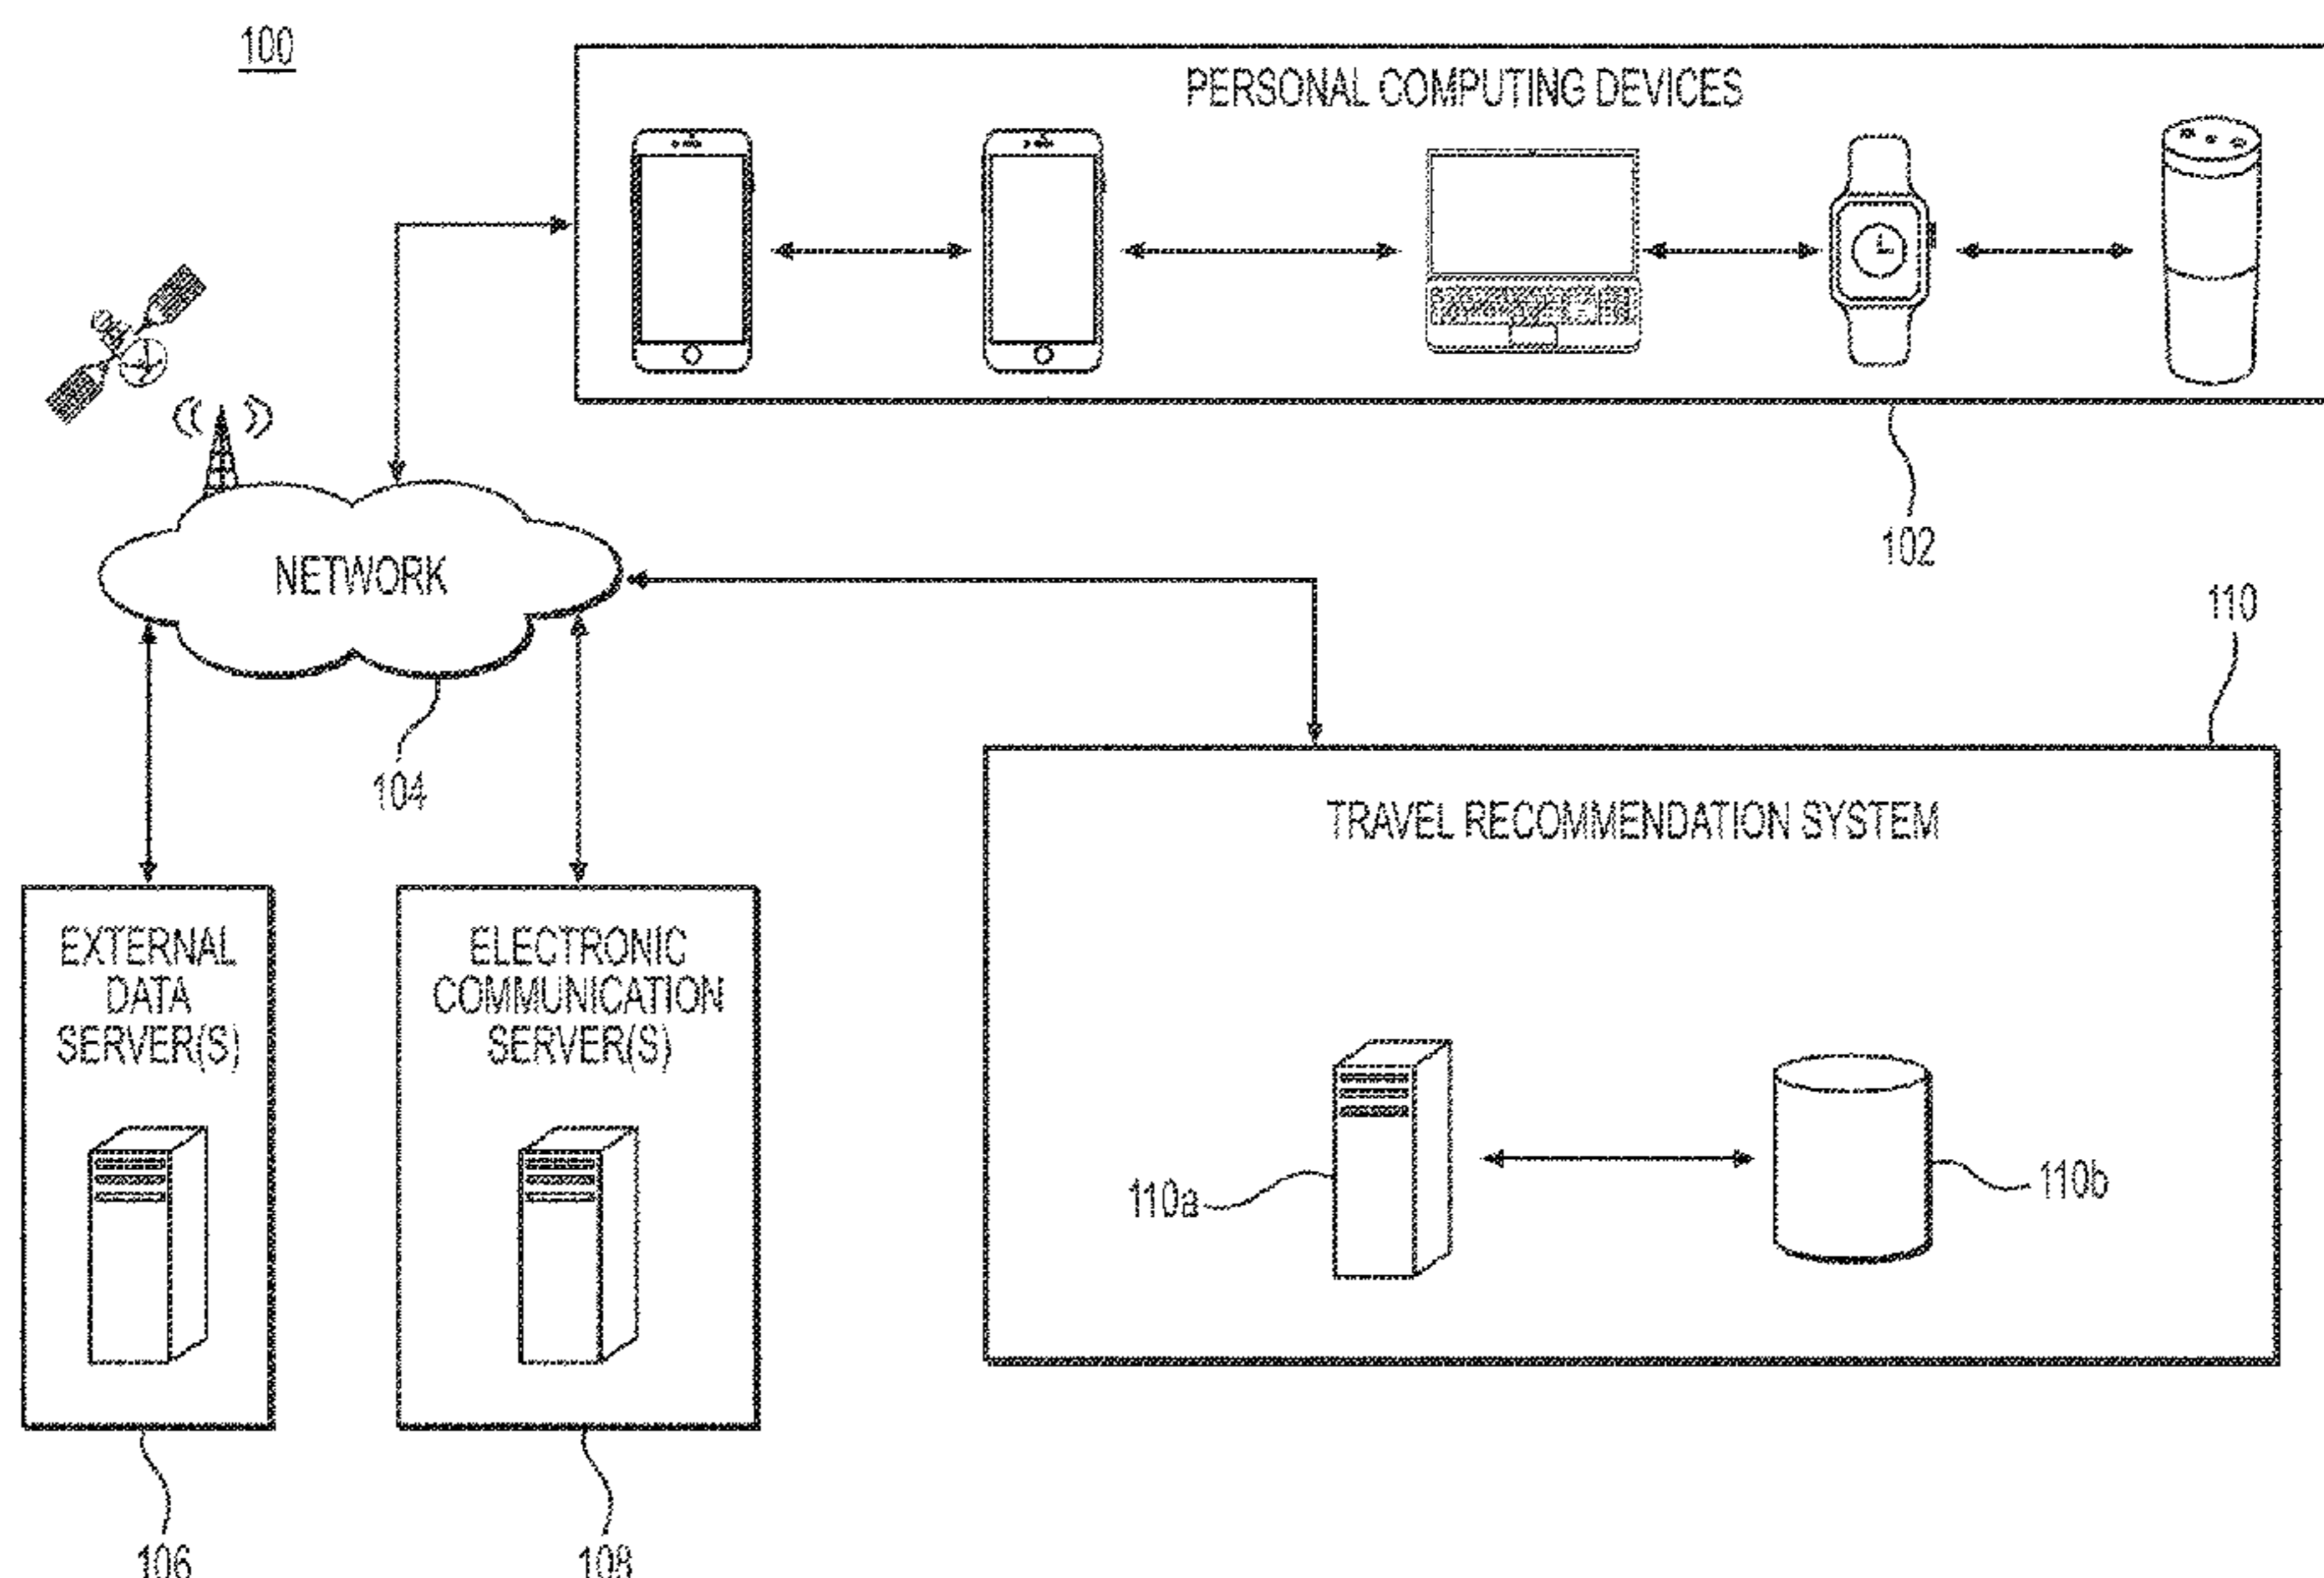 100
PERSONAL COMPUTING DEVICES
102
NETWORK
104
110
TRAVEL RECOMMENDATION SYSTEM
EXTERNAL
DATA
SERVER(S)
ELECTRONIC
COMMUNICATION
SERVER(S)
110a
110b
106
108